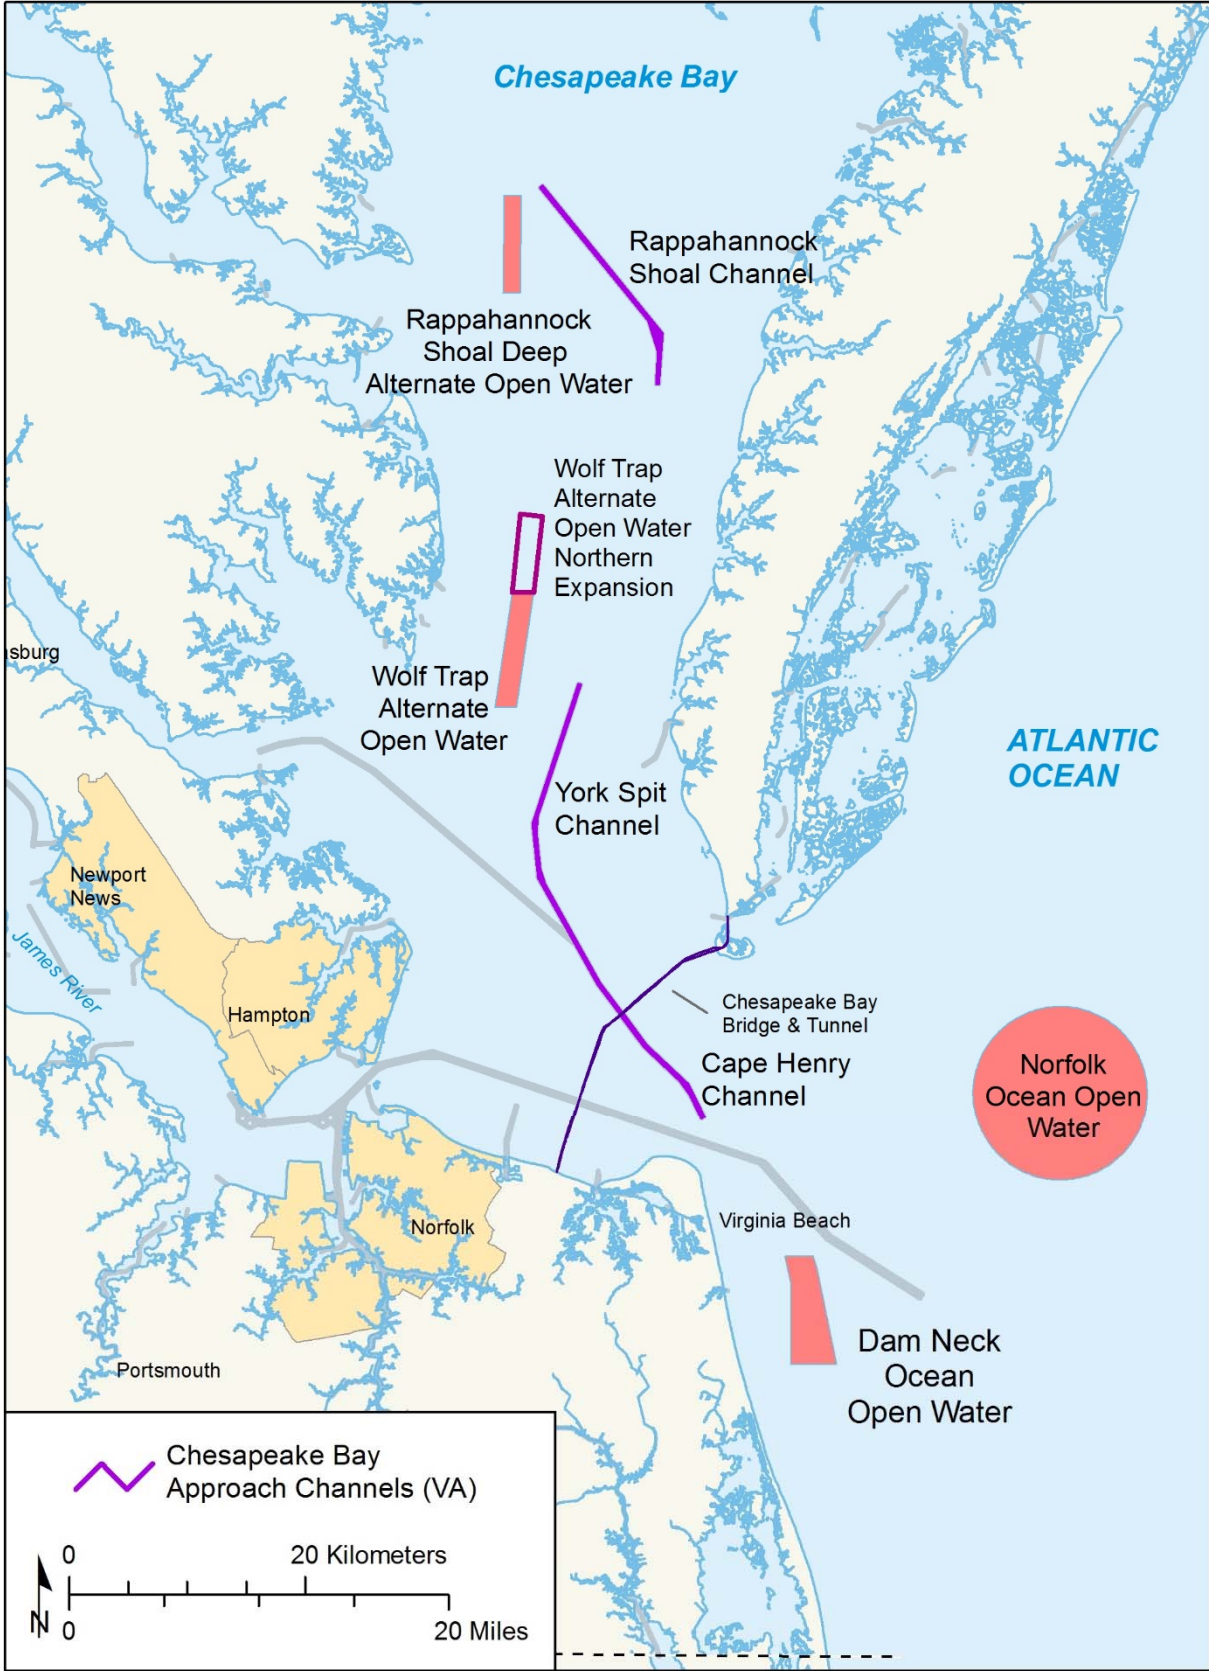 Chesapeake Bay
Rappahannock
Shoal Channel
Rappahannock
Shoal Deep
Alternate Open Water
Wolf Trap
Alternate
Open Water
Northern
Expansion
sburg
Wolf Trap
Alternate
Open Water
ATLANTIC
OCEAN
York Spit
Channel
Newport
News
James River
Hampton
Chesapeake Bay
Bridge & Tunnel
Cape Henry
Channel
Norfolk
Ocean Open
Water
Virginia Beach
Norfolk
Dam Neck
Ocean
Open Water
Portsmouth
Chesapeake Bay
Approach Channels (VA)
0 20 Kilometers
N 0 20 Miles